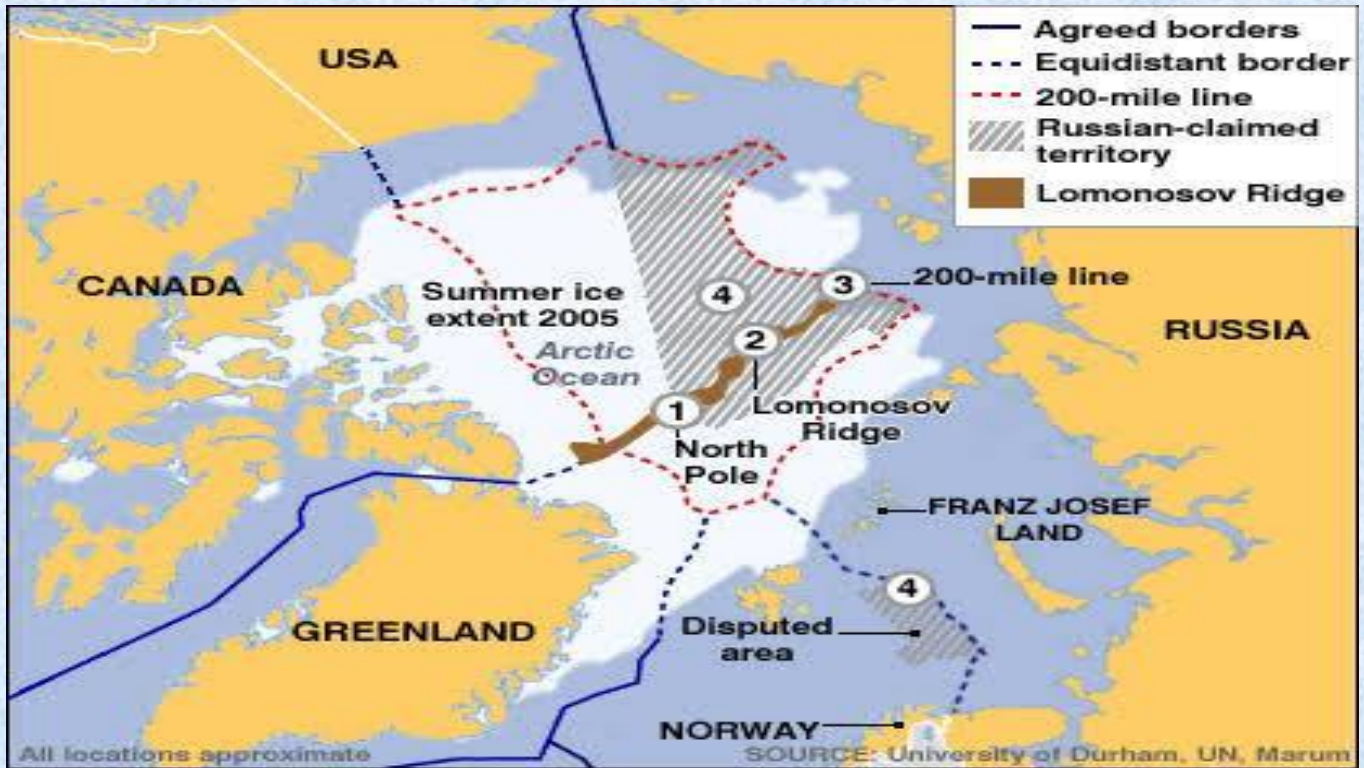 USA
Agreed borders
Equidistant border
200-mile line
Russian-claimed
territory
Lomonosov Ridge
CANADA
Summer ice
extent 2005
Arctic
Ocean
4
3
200-mile line
2
RUSSIA
1
Lomonosov
Ridge
North
Pole
FRANZ JOSEF
LAND
4
GREENLAND
Disputed
area
NORWAY
All locations approximate
SOURCE: University of Durham, UN, Marum